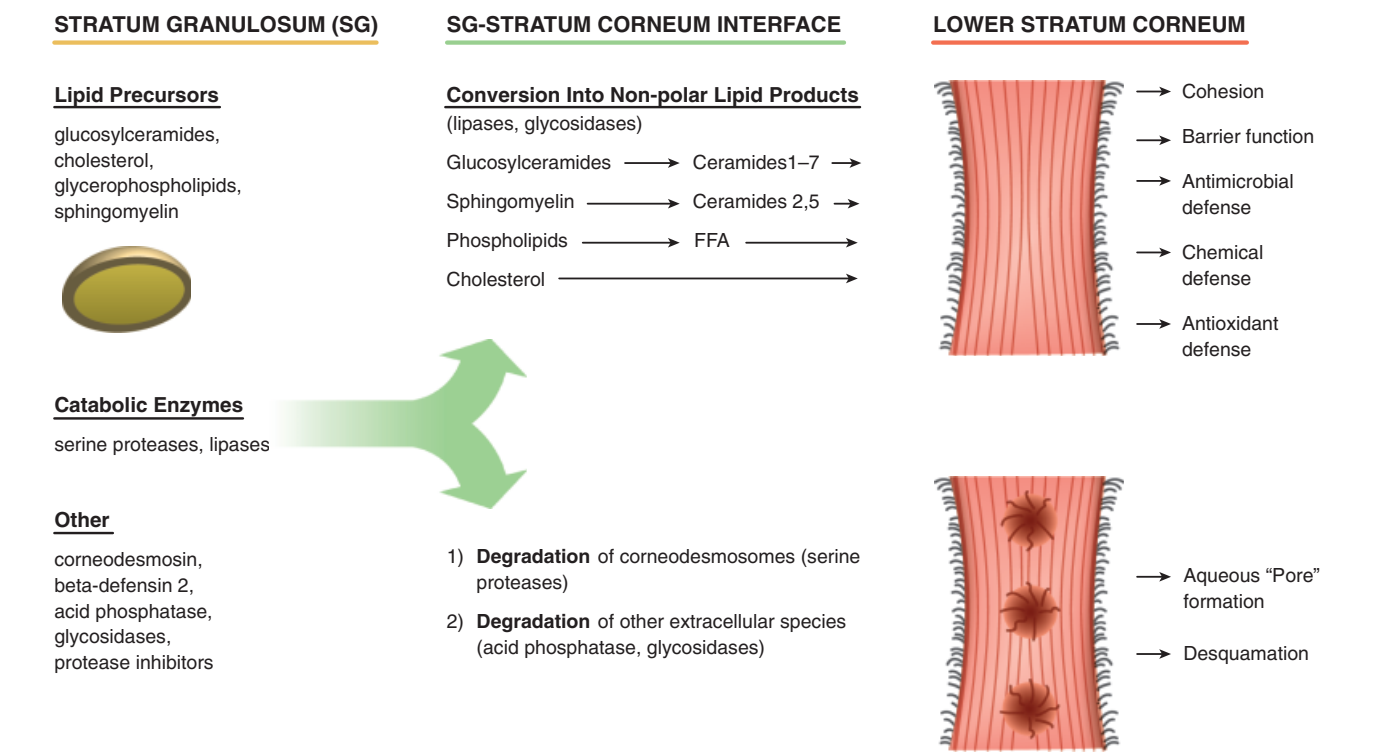 STRATUM GRANULOSUM (SG)
Lipid Precursors
glucosylceramides,
cholesterol,
glycerophospholipids,
sphingomyelin
Catabolic Enzymes
serine proteases, lipases
Other
corneodesmosin,
beta-defensin 2,
acid phosphatase,
glycosidases,
protease inhibitors
SG-STRATUM CORNEUM INTERFACE
Conversion Into Non-polar Lipid Products
(lipases, glycosidases)
Glucosylceramides → Ceramides1–7 →
Sphingomyelin → Ceramides 2,5 →
Phospholipids → FFA →
Cholesterol →
1) Degradation of corneodesmosomes (serine
proteases)
2) Degradation of other extracellular species
(acid phosphatase, glycosidases)
LOWER STRATUM CORNEUM
→ Cohesion
→ Barrier function
→ Antimicrobial
defense
→ Chemical
defense
→ Antioxidant
defense
→ Aqueous “Pore”
formation
→ Desquamation